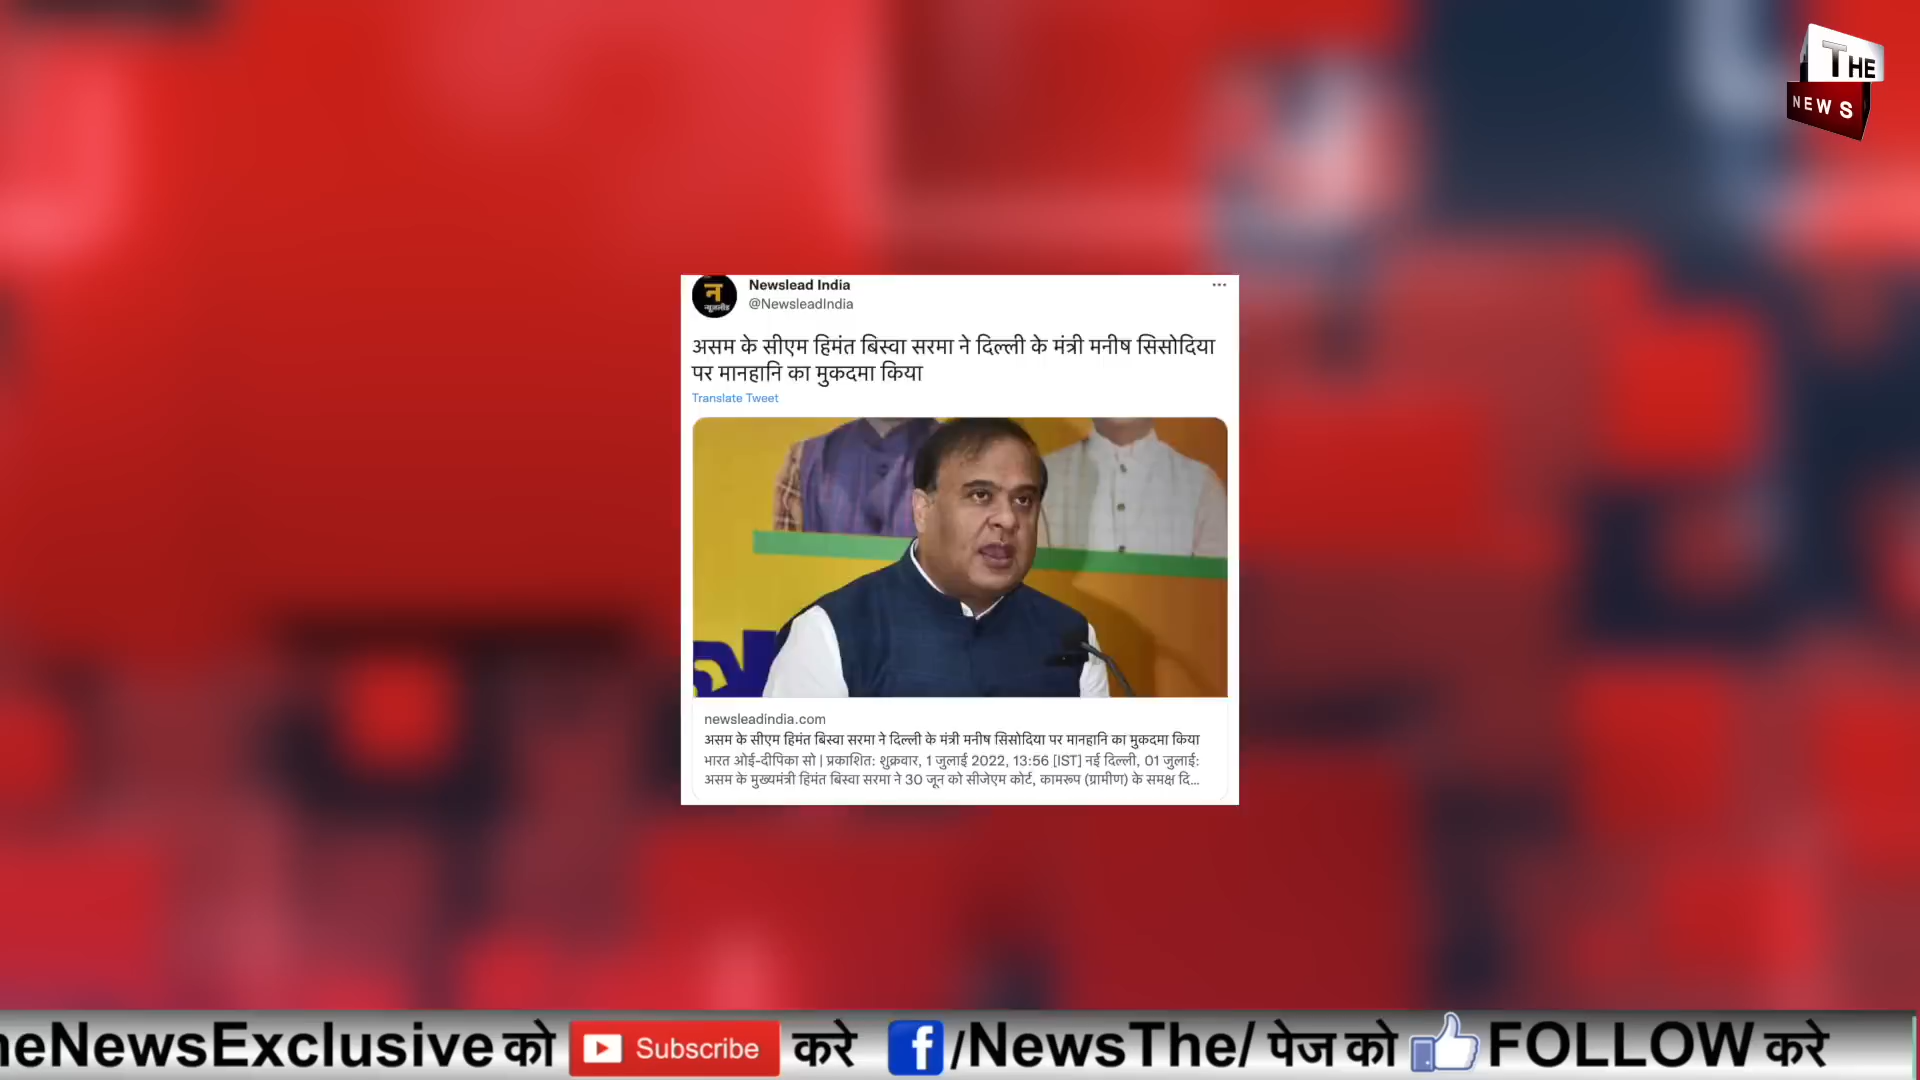 THE
NEWS
न
Newslead India
@NewsleadIndia
असम के सीएम हिमंत बिस्वा सरमा ने दिल्ली के मंत्री मनीष सिसोदिया
पर मानहानि का मुकदमा किया
Translate Tweet
newsleadindia.com
असम के सीएम हिमंत बिस्वा सरमा ने दिल्ली के मंत्री मनीष सिसोदिया पर मानहानि का मुकदमा किया
भारत ओई-दीपिका सो | प्रकाशित: शुक्रवार, 1 जुलाई 2022, 13:56 [IST] नई दिल्ली, 01 जुलाई:
असम के मुख्यमंत्री हिमंत बिस्वा सरमा ने 30 जून को सीजेएम कोर्ट, कामरूप (ग्रामीण) के समक्ष दि...
heNewsExclusive को Subscribe करे f/NewsThe/ पेज को FOLLOW करे